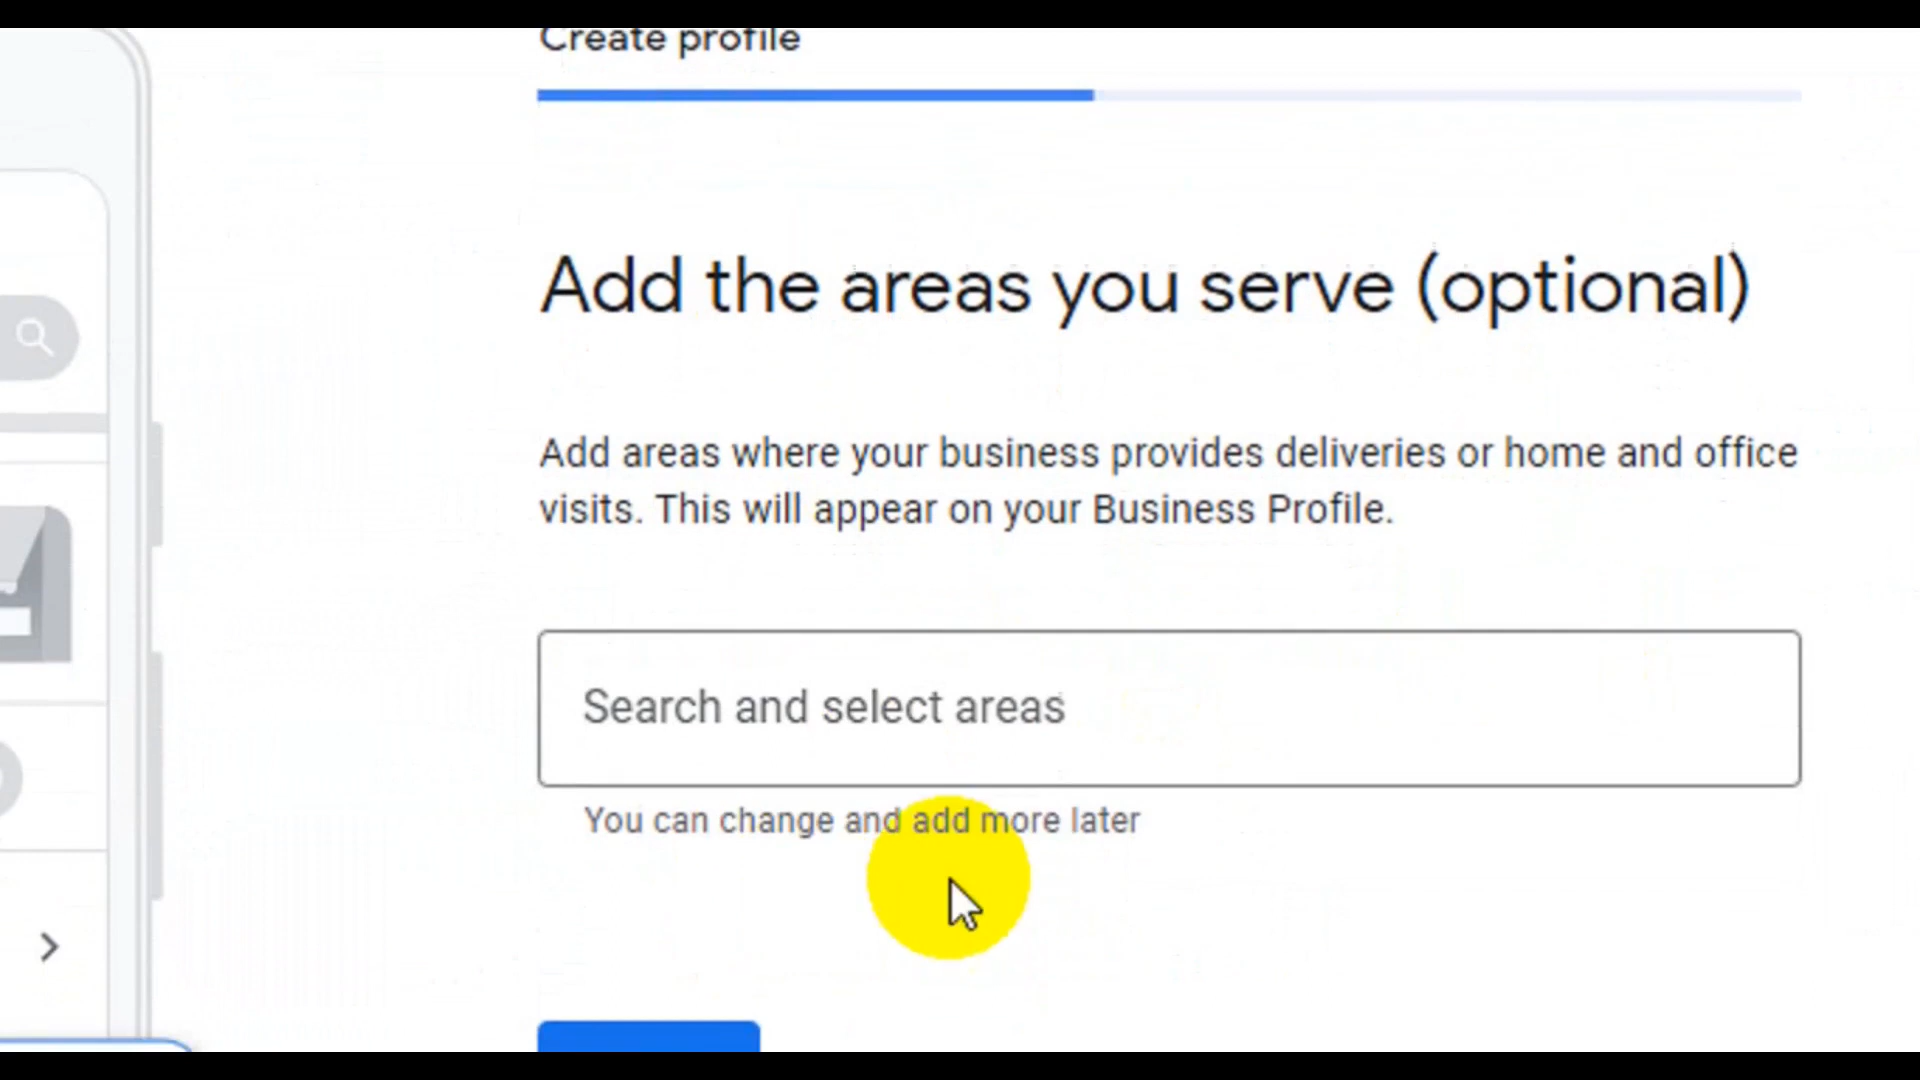 Create profile
Add the areas you serve (optional)
Add areas where your business provides deliveries or home and office
visits. This will appear on your Business Profile.
Search and select areas
You can change and add more later